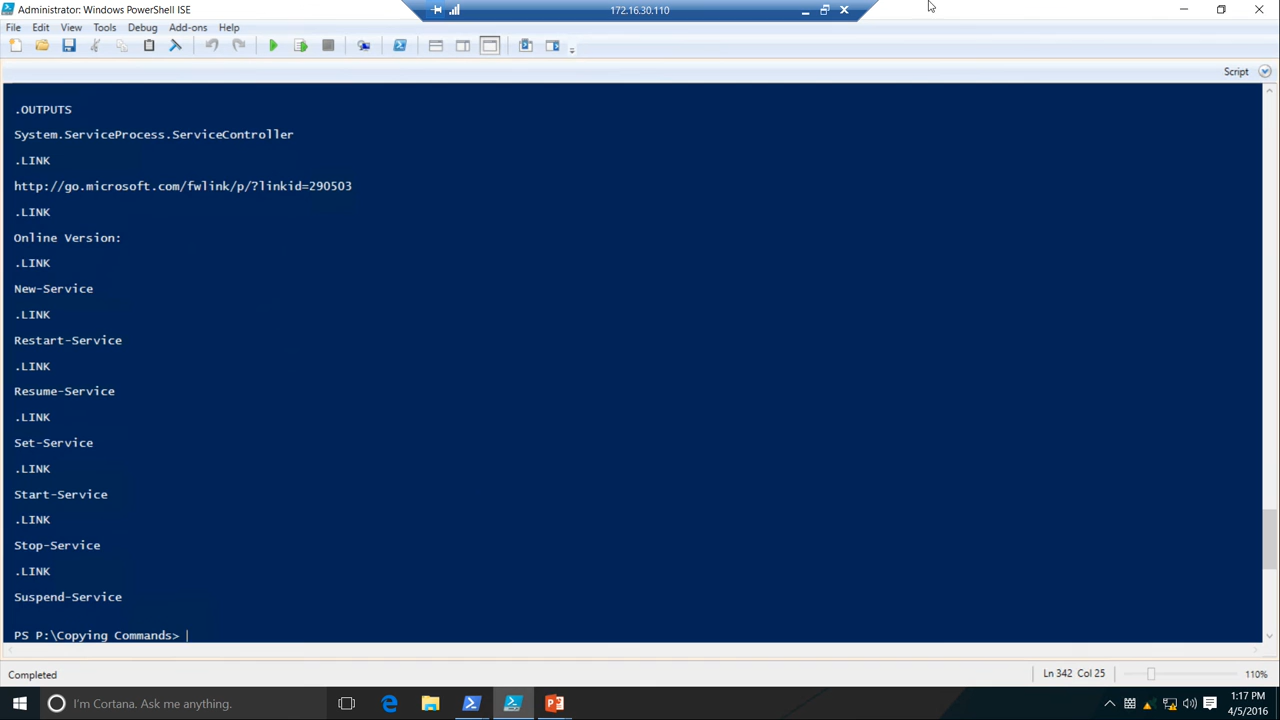 Administrator: Windows PowerShell ISE
172.16.30.110
File Edit View Tools Debug Add-ons Help
Script
.OUTPUTS
System.ServiceProcess.ServiceController
.LINK
http://go.microsoft.com/fwlink/p/?linkid=290503
.LINK
Online Version:
.LINK
New-Service
.LINK
Restart-Service
.LINK
Resume-Service
.LINK
Set-Service
.LINK
Start-Service
.LINK
Stop-Service
.LINK
Suspend-Service
PS P:\Copying Commands>
Completed
Ln 342 Col 25
110%
I'm Cortana. Ask me anything.
1:17 PM
4/5/2016